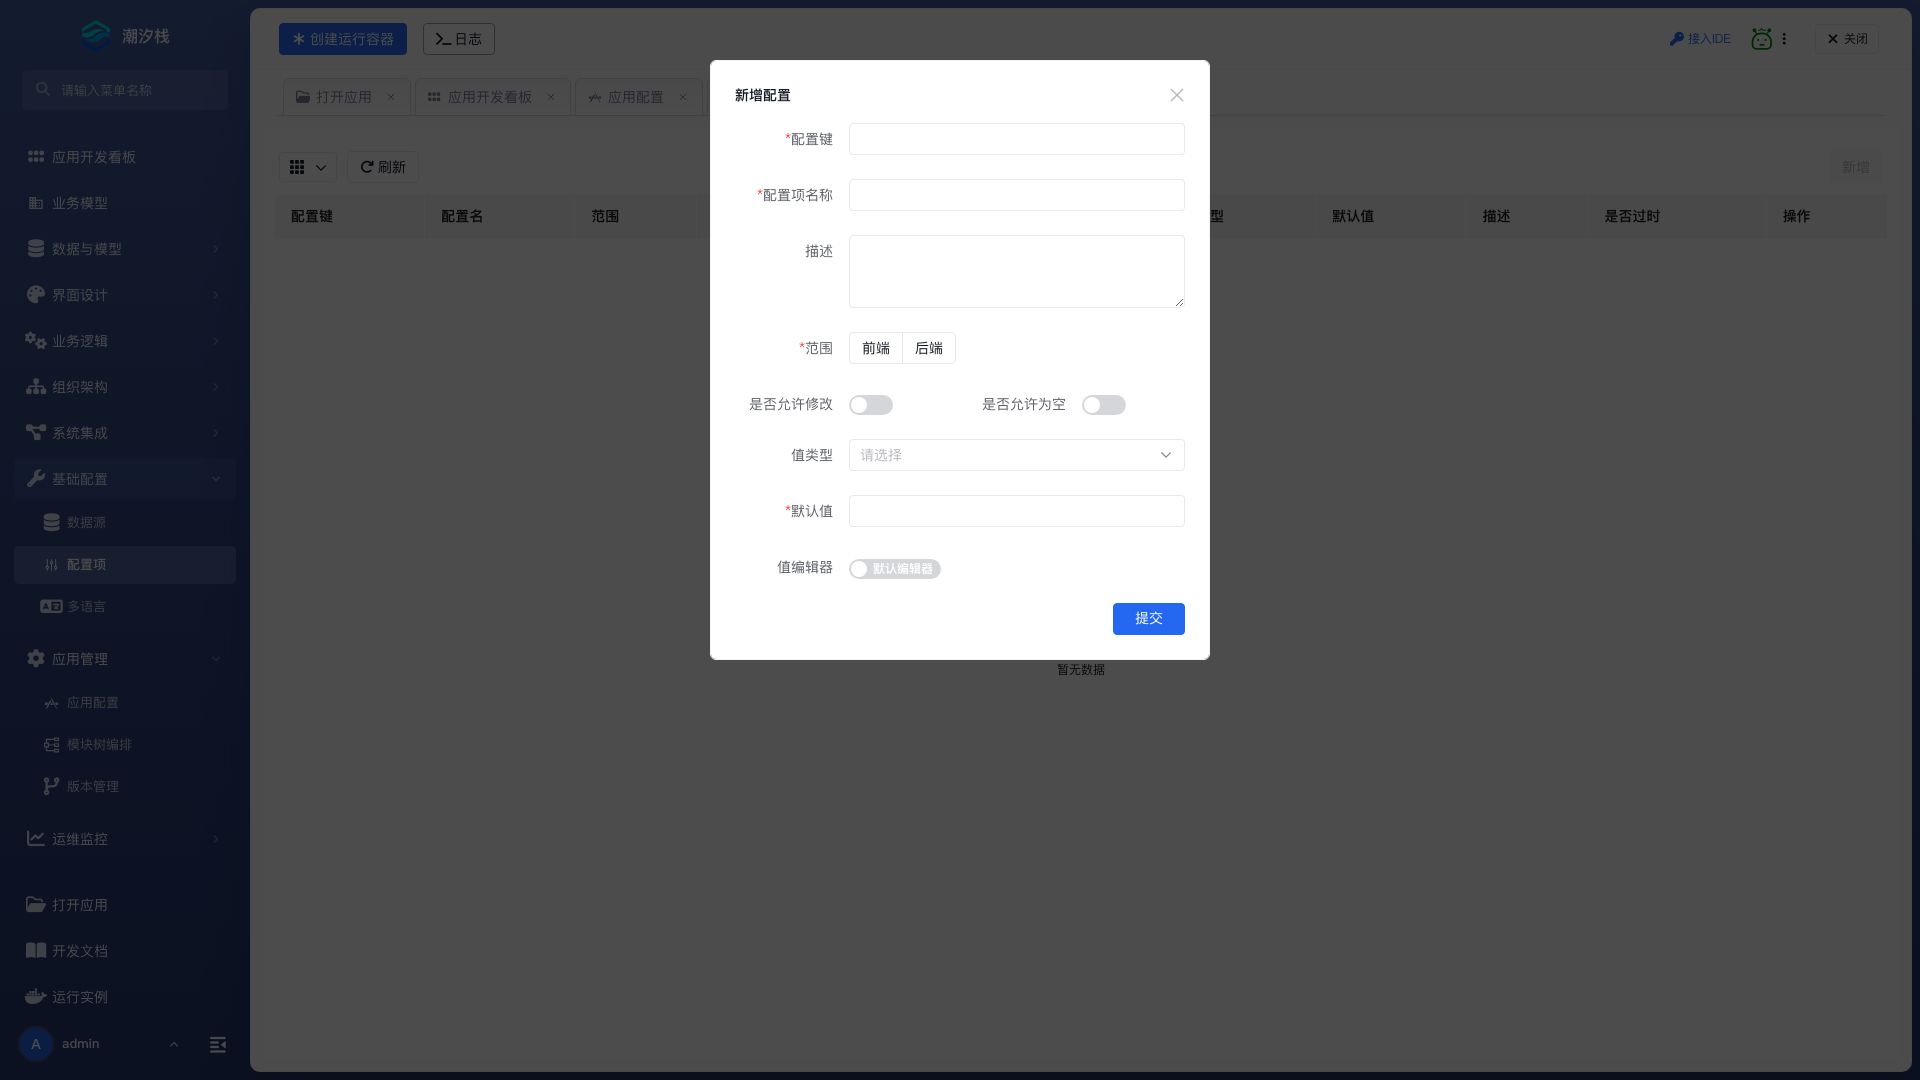 潮汐栈
请输入菜单名称
应用开发看板
业务模型
数据与模型
界面设计
业务逻辑
组织架构
系统集成
基础配置
数据源
配置项
多语言
应用管理
应用配置
模块树编排
版本管理
运维监控
打开应用
开发文档
运行实例
A admin
创建运行容器 日志 接入IDE 关闭
打开应用 应用开发看板 应用配置
刷新 新增
配置键 配置名 范围 型 默认值 描述 是否过时 操作
暂无数据
新增配置
*配置键
*配置项名称
描述
*范围 前端 后端
是否允许修改 是否允许为空
值类型 请选择
*默认值
值编辑器 默认编辑器
提交